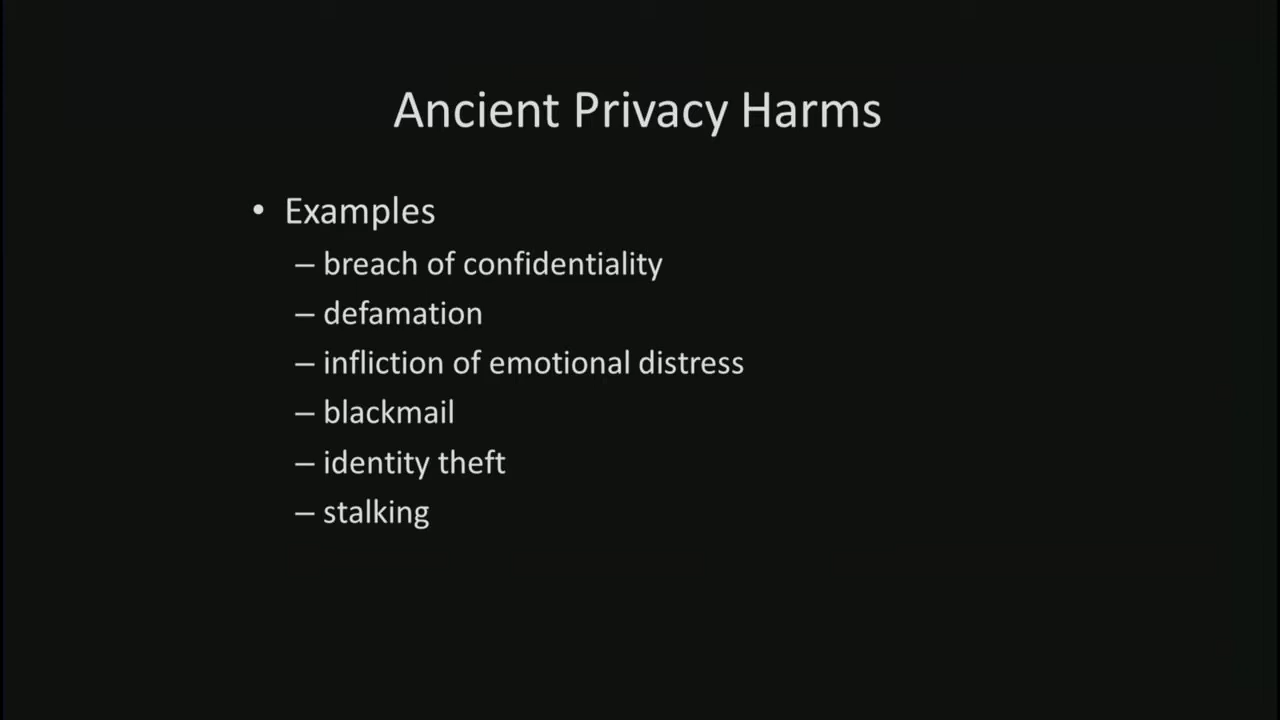 Ancient Privacy Harms
• Examples
– breach of confidentiality
– defamation
– infliction of emotional distress
– blackmail
– identity theft
– stalking